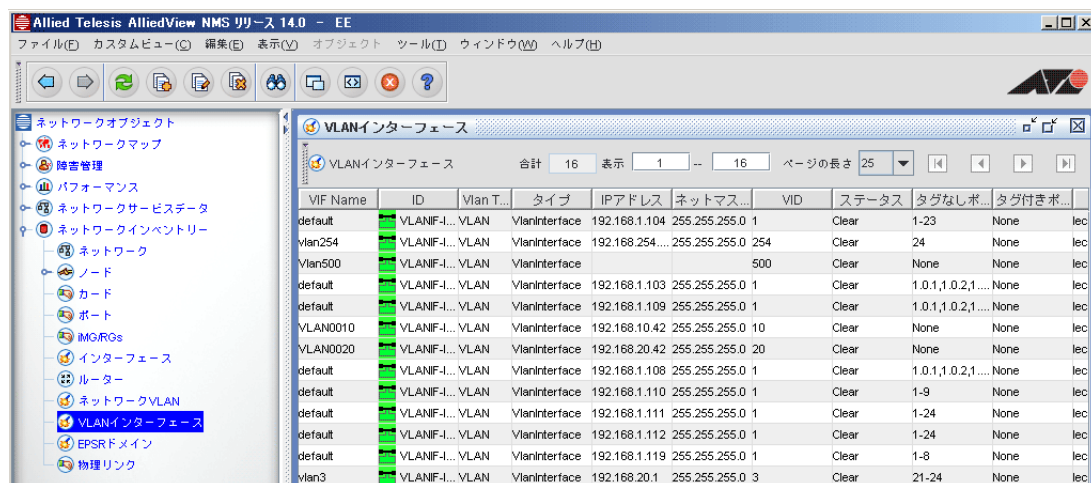 Allied Telesis AlliedView NMS リリース 14.0 - EE
ファイル(F) カスタムビュー(C) 編集(E) 表示(V) オブジェクト ツール(T) ウィンドウ(W) ヘルプ(H)
ネットワークオブジェクト
ネットワークマップ
障害管理
パフォーマンス
ネットワークサービスデータ
ネットワークインベントリー
ネットワーク
ノード
カード
ポート
iMG/RGs
インターフェース
ルーター
ネットワークVLAN
VLANインターフェース
EPSRドメイン
物理リンク
VLANインターフェース
VLANインターフェース 合計 16 表示 1 -- 16 ページの長さ 25
VIF Name ID Vlan T... タイプ IPアドレス ネットマス... VID ステータス タグなしポ... タグ付きポ...
default VLANIF-I... VLAN VlanInterface 192.168.1.104 255.255.255.0 1 Clear 1-23 None lec
vlan254 VLANIF-I... VLAN VlanInterface 192.168.254.... 255.255.255.0 254 Clear 24 None lec
Vlan500 VLANIF-I... VLAN VlanInterface 500 Clear None None lec
default VLANIF-I... VLAN VlanInterface 192.168.1.103 255.255.255.0 1 Clear 1.0.1,1.0.2,1.... None lec
default VLANIF-I... VLAN VlanInterface 192.168.1.109 255.255.255.0 1 Clear 1.0.1,1.0.2,1.... None lec
VLAN0010 VLANIF-I... VLAN VlanInterface 192.168.10.42 255.255.255.0 10 Clear None None lec
VLAN0020 VLANIF-I... VLAN VlanInterface 192.168.20.42 255.255.255.0 20 Clear None None lec
default VLANIF-I... VLAN VlanInterface 192.168.1.108 255.255.255.0 1 Clear 1.0.1,1.0.2,1.... None lec
default VLANIF-I... VLAN VlanInterface 192.168.1.110 255.255.255.0 1 Clear 1-9 None lec
default VLANIF-I... VLAN VlanInterface 192.168.1.111 255.255.255.0 1 Clear 1-24 None lec
default VLANIF-I... VLAN VlanInterface 192.168.1.112 255.255.255.0 1 Clear 1-24 None lec
default VLANIF-I... VLAN VlanInterface 192.168.1.119 255.255.255.0 1 Clear 1-8 None lec
vlan3 VLANIF-I... VLAN VlanInterface 192.168.20.1 255.255.255.0 3 Clear 21-24 None lec